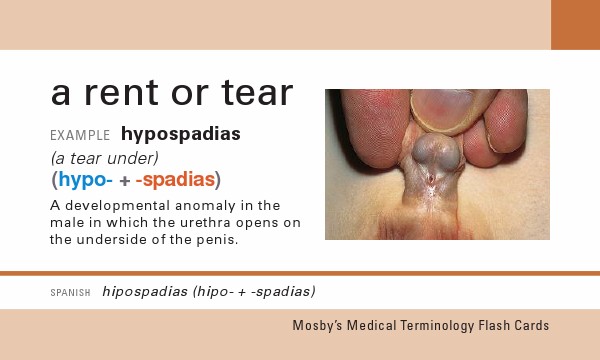 a rent or tear
EXAMPLE hypospadias
(a tear under)
(hypo- + -spadias)
A developmental anomaly in the
male in which the urethra opens on
the underside of the penis.
SPANISH hipospadias (hipo- + -spadias)
Mosby's Medical Terminology Flash Cards